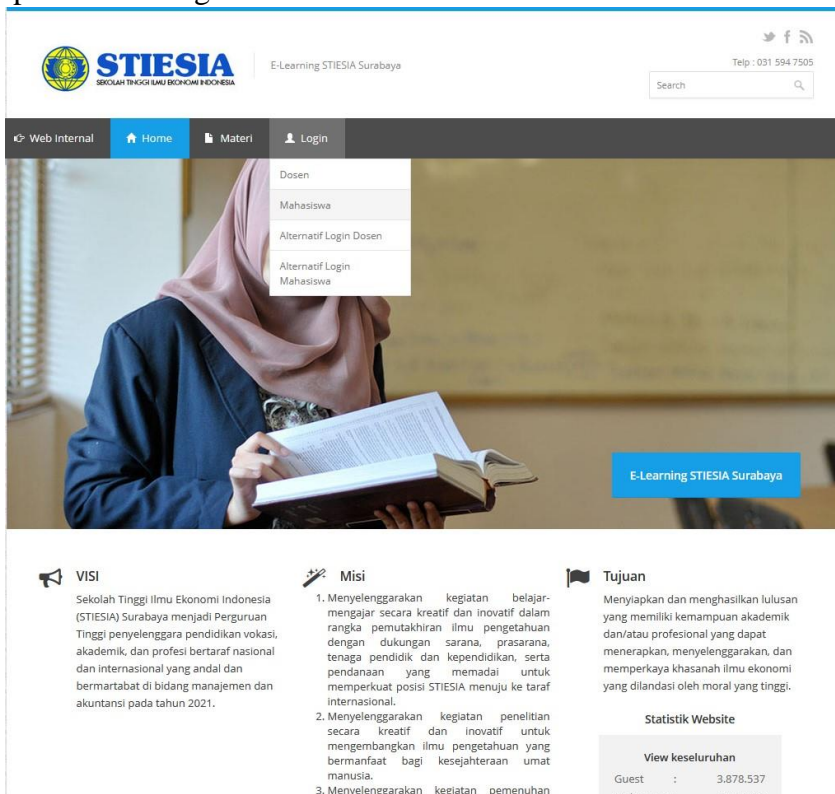 STIESIA
SEKOLAH TINGGI ILMU EKONOMI INDONESIA
E-Learning STIESIA Surabaya
Telp : 031 594 7505
Search
Web Internal
Home
Materi
Login
Dosen
Mahasiswa
Alternatif Login Dosen
Alternatif Login
Mahasiswa
E-Learning STIESIA Surabaya
VISI
Sekolah Tinggi Ilmu Ekonomi Indonesia
(STIESIA) Surabaya menjadi Perguruan
Tinggi penyelenggara pendidikan vokasi,
akademik, dan profesi bertaraf nasional
dan internasional yang andal dan
bermartabat di bidang manajemen dan
akuntasi pada tahun 2021.
Misi
1. Menyelenggarakan kegiatan belajar-
mengajar secara kreatif dan inovatif dalam
rangka pemutakhiran ilmu pengetahuan
dengan dukungan sarana, prasarana,
tenaga pendidik dan kependidikan, serta
pendanaan yang memadai untuk
memperkuat posisi STIESIA menuju ke taraf
internasional.
2. Menyelenggarakan kegiatan penelitian
secara kreatif dan inovatif untuk
mengembangkan ilmu pengetahuan yang
bermanfaat bagi kesejahteraan umat
manusia.
3. Menyelenggarakan kegiatan pemenuhan
Tujuan
Menyiapkan dan menghasilkan lulusan
yang memiliki kemampuan akademik
dan/atau profesional yang dapat
menerapkan, menyelenggarakan, dan
memperkaya khasanah ilmu ekonomi
yang dilandasi oleh moral yang tinggi.
Statistik Website
View keseluruhan
Guest : 3.878.537